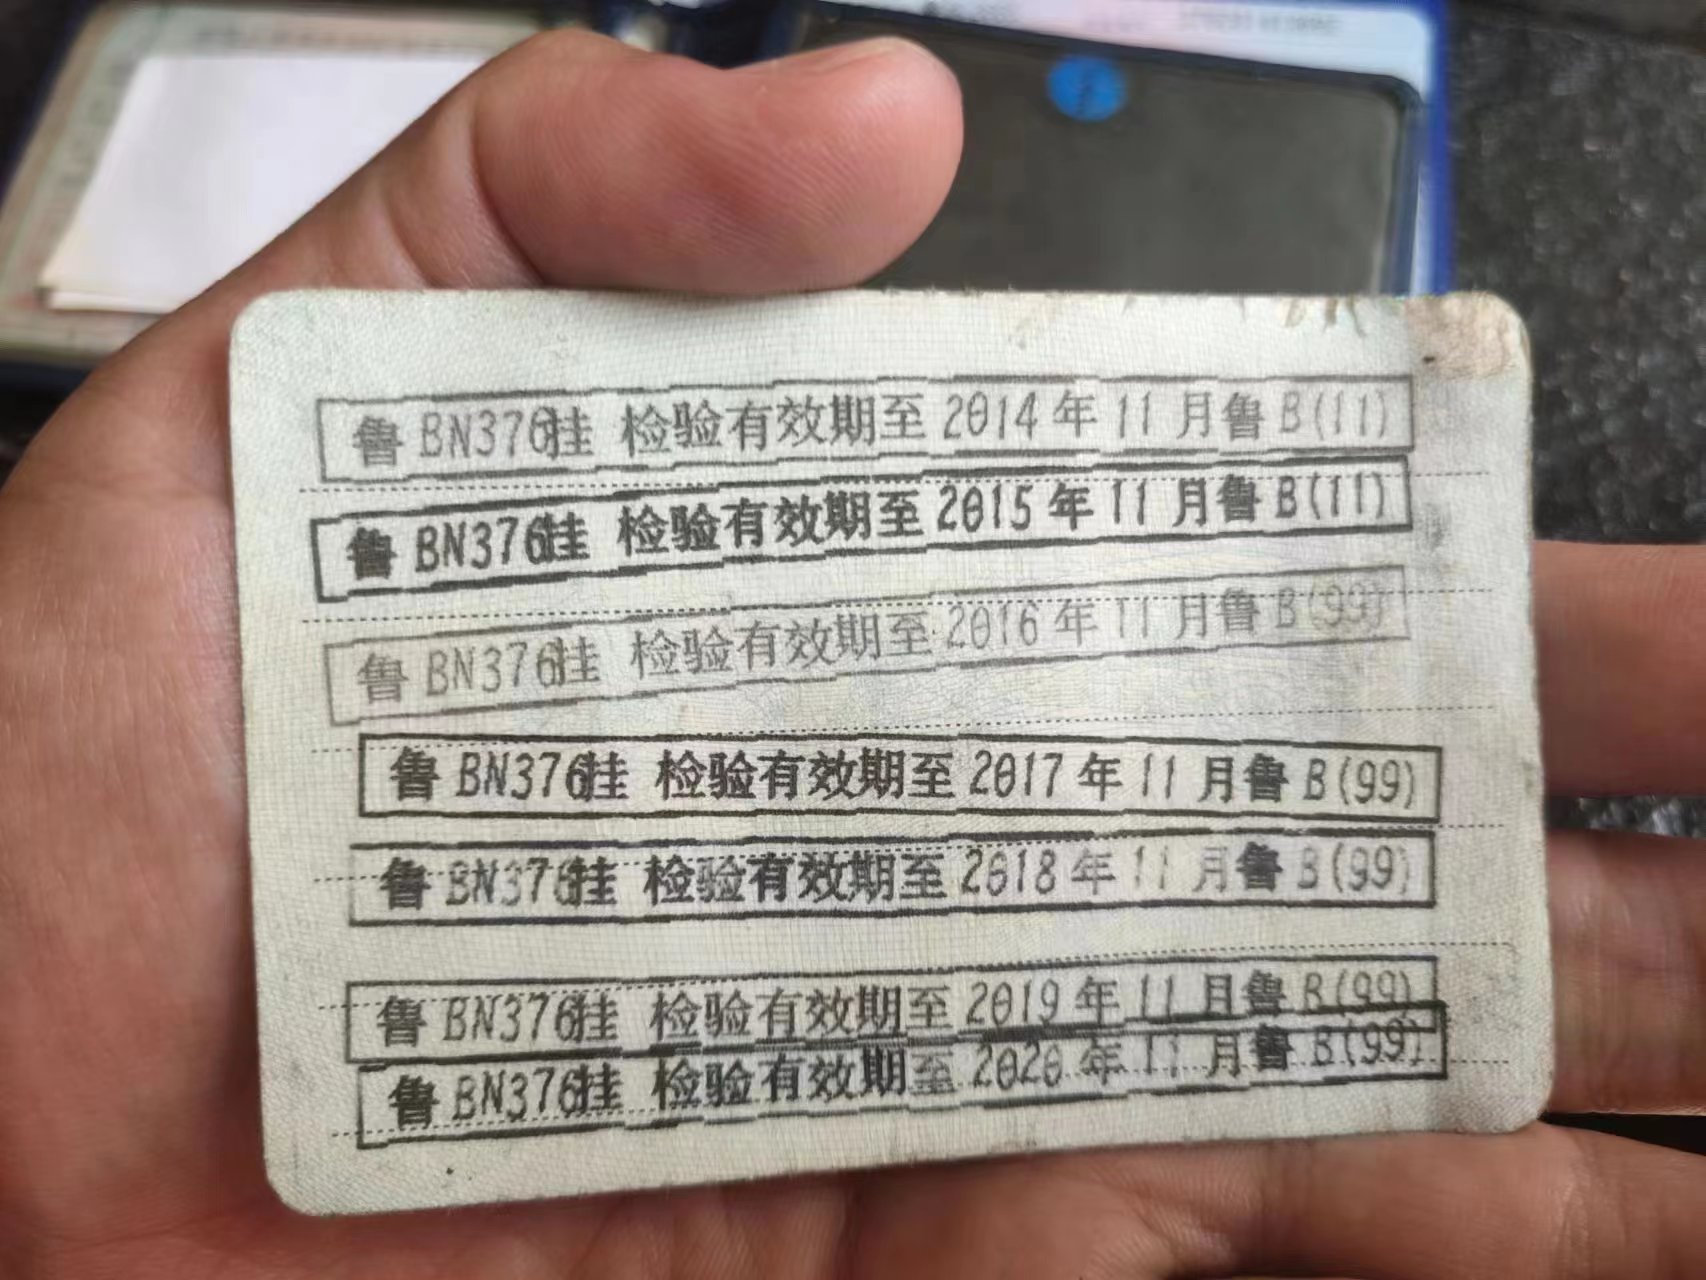 鲁BN376挂 检验有效期至2014年11月鲁B(11)
鲁BN376挂 检验有效期至2015年11月鲁B(11)
鲁BN376挂 检验有效期至2016年11月鲁B(99)
鲁BN376挂 检验有效期至2017年11月鲁B(99)
鲁BN376挂 检验有效期至2018年11月鲁B(99)
鲁BN376挂 检验有效期至2019年11月鲁B(99)
鲁BN376挂 检验有效期至2020年11月鲁B(99)